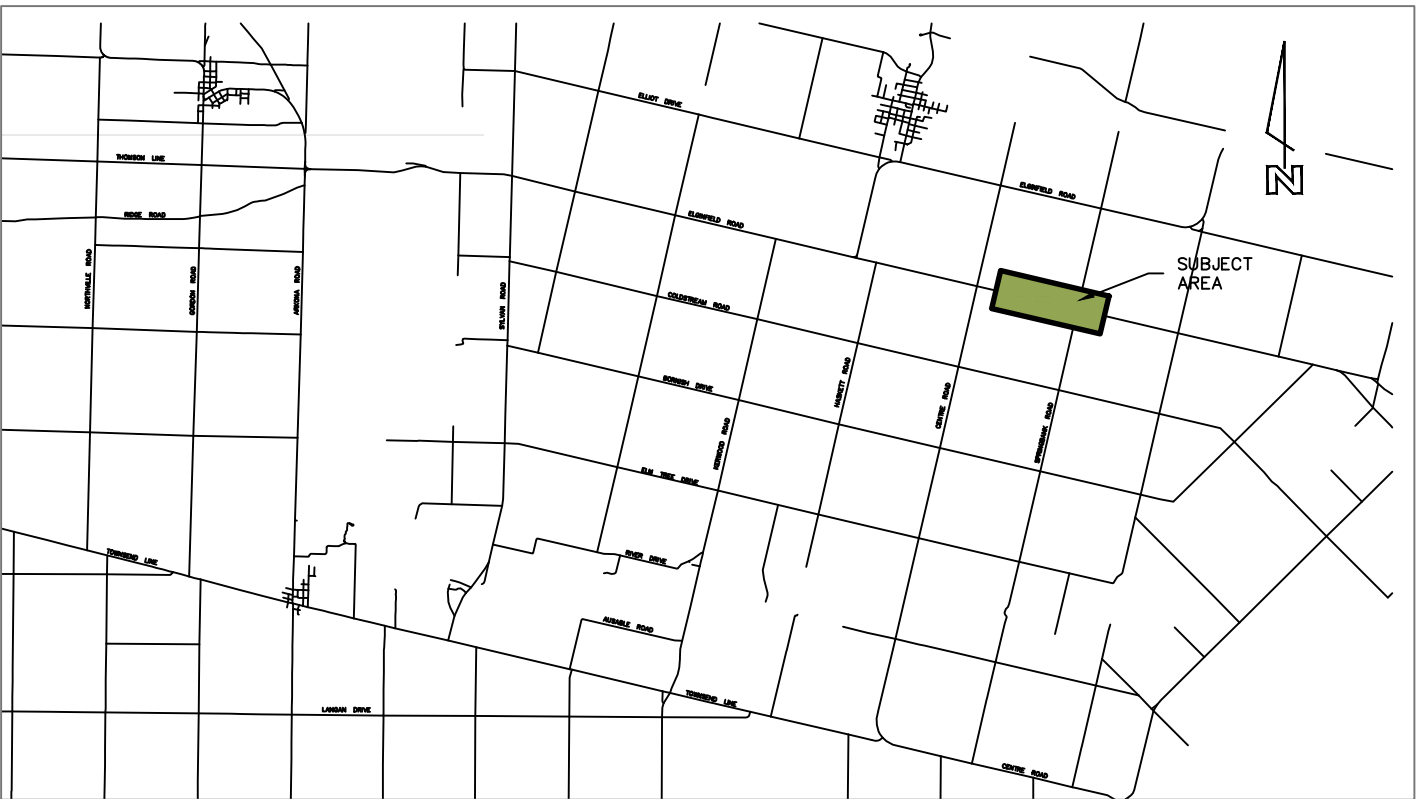 ELLIOT DRIVE
THOMSON LINE
ELGINFIELD ROAD
N
RIDGE ROAD
ELGINFIELD ROAD
NORTHVILLE ROAD
GORDON ROAD
ARKONA ROAD
SYLVAN ROAD
SUBJECT
AREA
COLDSTREAM ROAD
BORNISH DRIVE
HASKETT ROAD
CENTRE ROAD
KERWOOD ROAD
SPRINGBANK ROAD
ELM TREE DRIVE
TOWNSEND LINE
RIVER DRIVE
AUSABLE ROAD
TOWNSEND LINE
LANGAN DRIVE
CENTRE ROAD